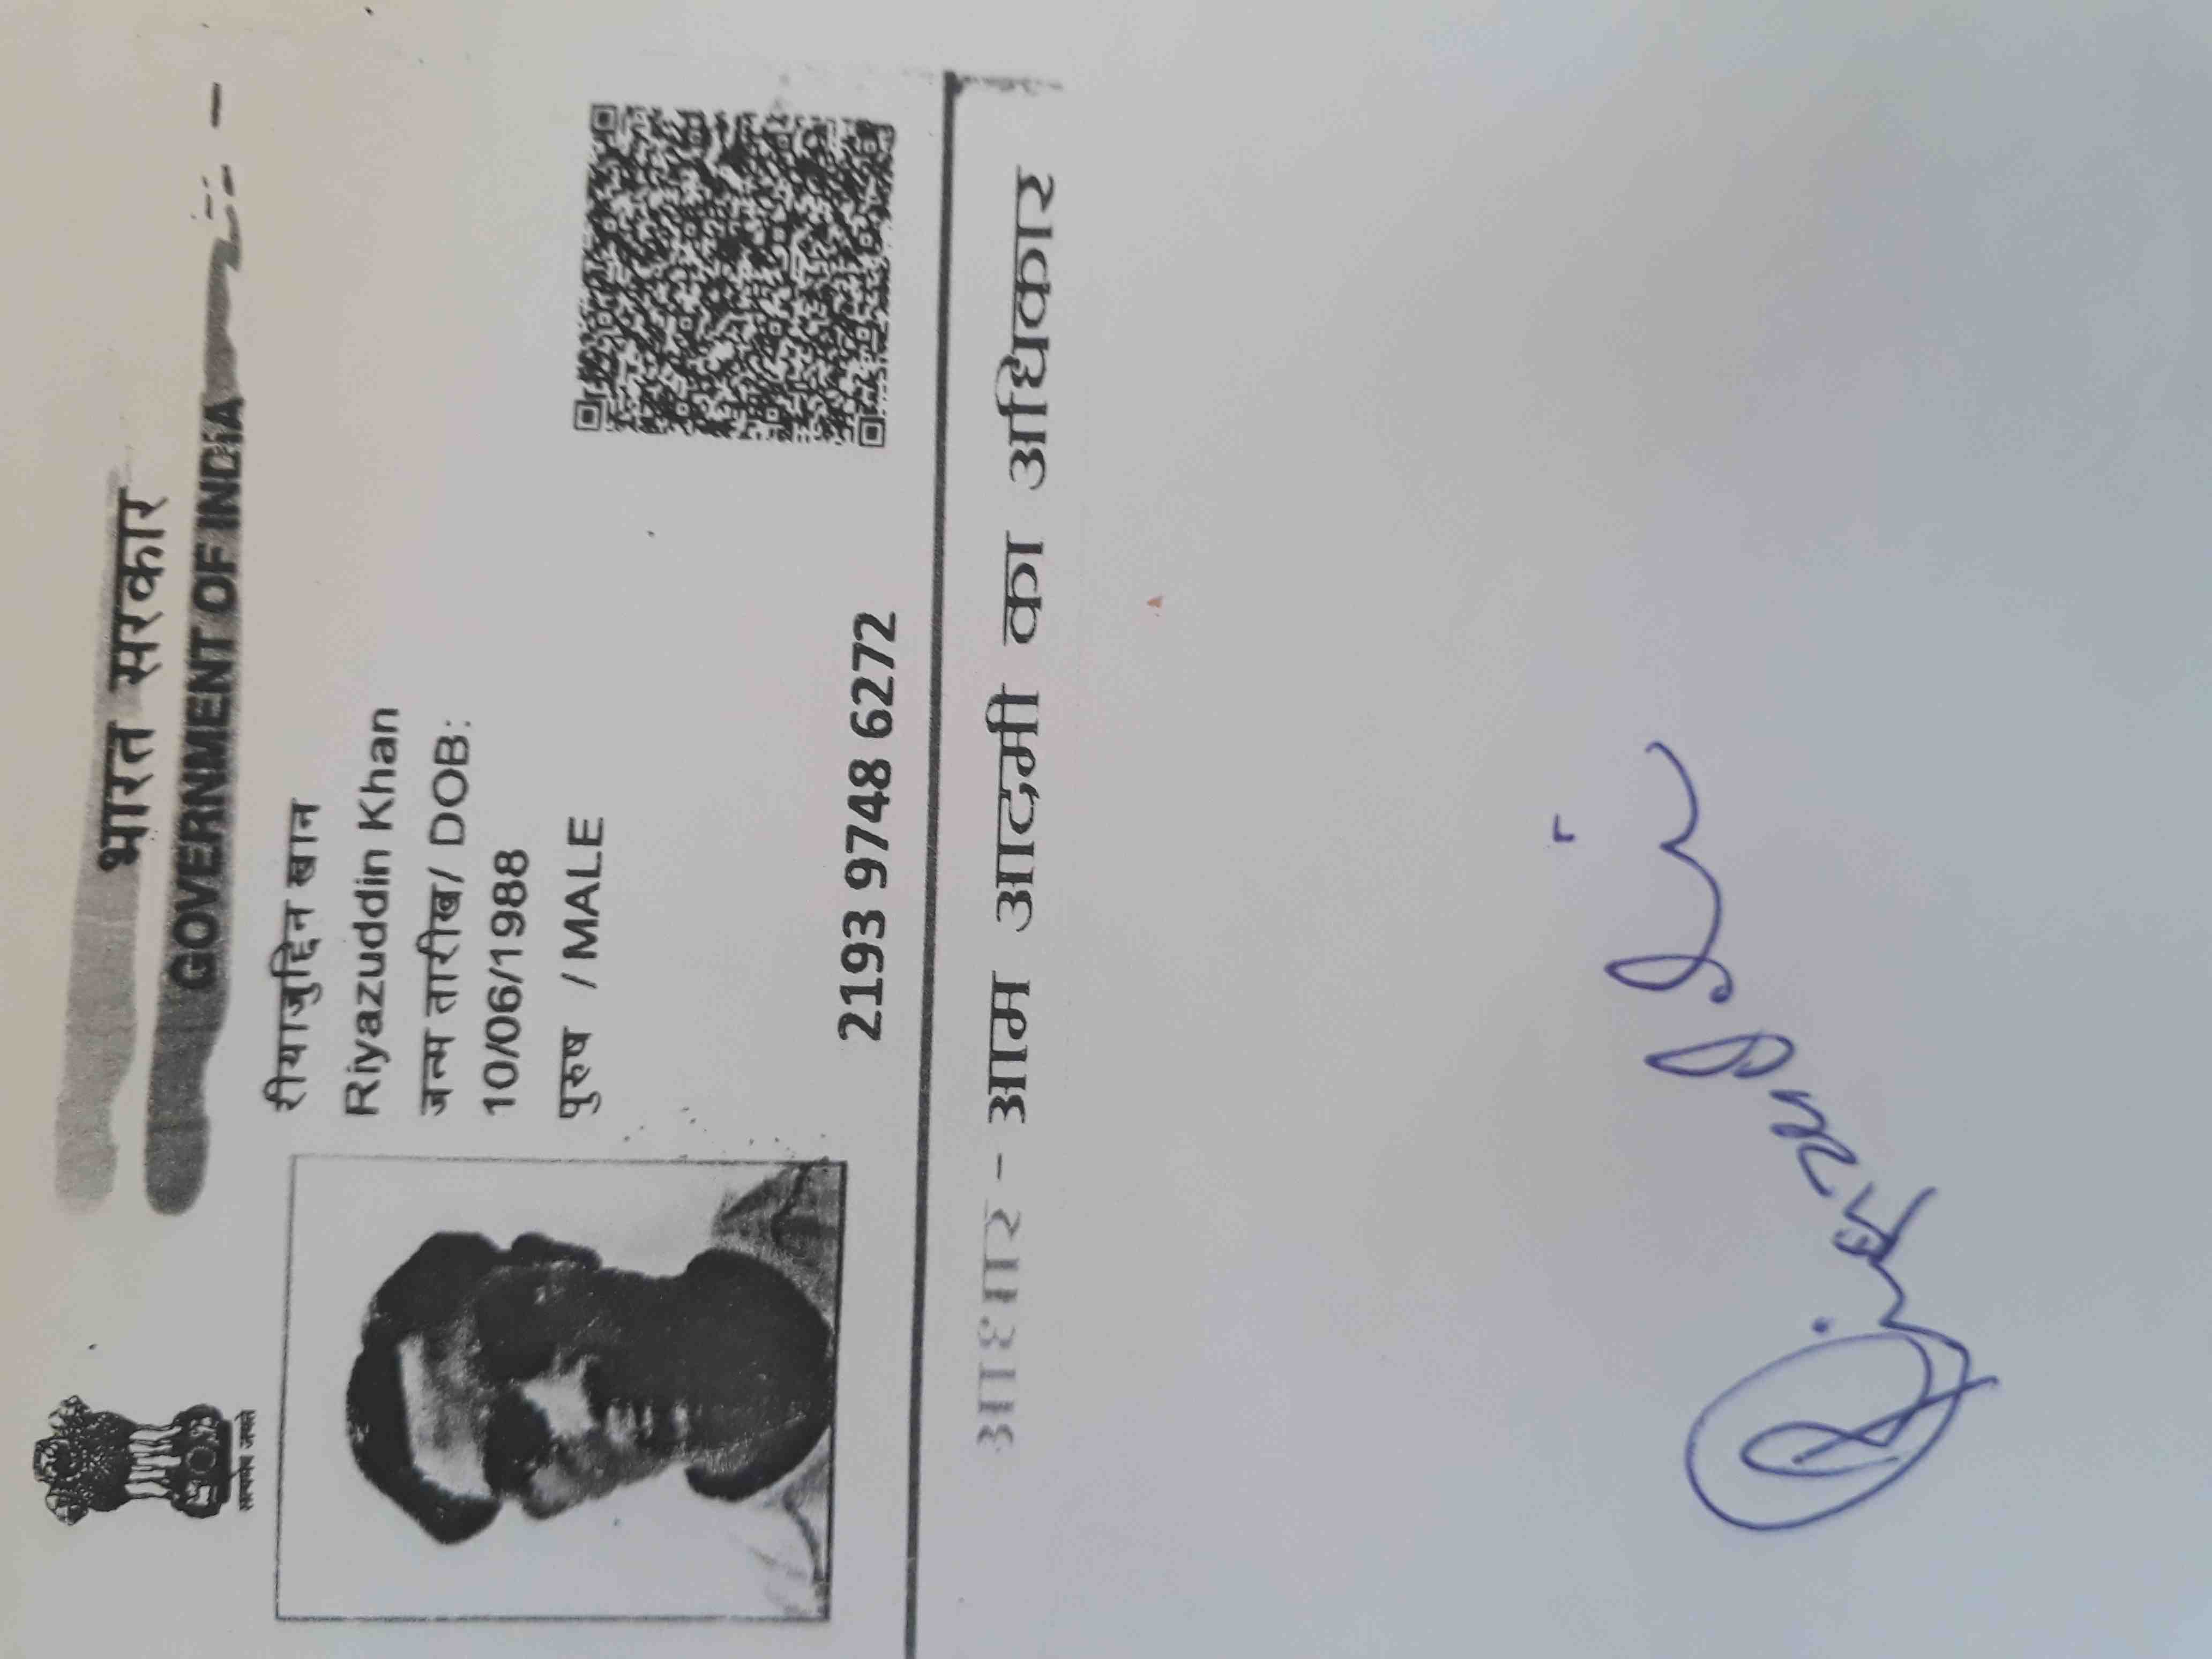 सत्यमेव जयते
भारत सरकार
GOVERNMENT OF INDIA
रीयाजुद्दिन खान
Riyazuddin Khan
जन्म तारीख/ DOB:
10/06/1988
पुरुष / MALE
2193 9748 6272
आधार - आम आदमी का अधिकार